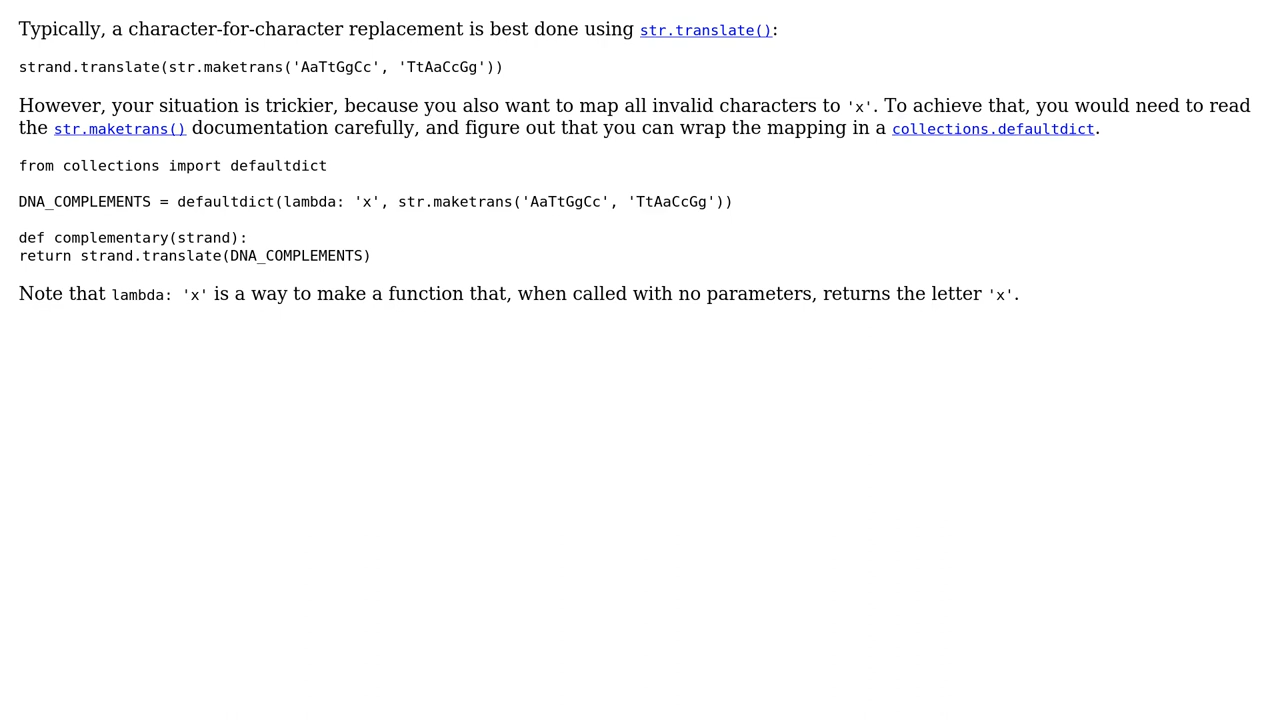 Typically, a character-for-character replacement is best done using str.translate():
strand.translate(str.maketrans('AaTtGgCc', 'TtAaCcGg'))
However, your situation is trickier, because you also want to map all invalid characters to 'x'. To achieve that, you would need to read
the str.maketrans() documentation carefully, and figure out that you can wrap the mapping in a collections.defaultdict.
from collections import defaultdict
DNA_COMPLEMENTS = defaultdict(lambda: 'x', str.maketrans('AaTtGgCc', 'TtAaCcGg'))
def complementary(strand):
return strand.translate(DNA_COMPLEMENTS)
Note that lambda: 'x' is a way to make a function that, when called with no parameters, returns the letter 'x'.